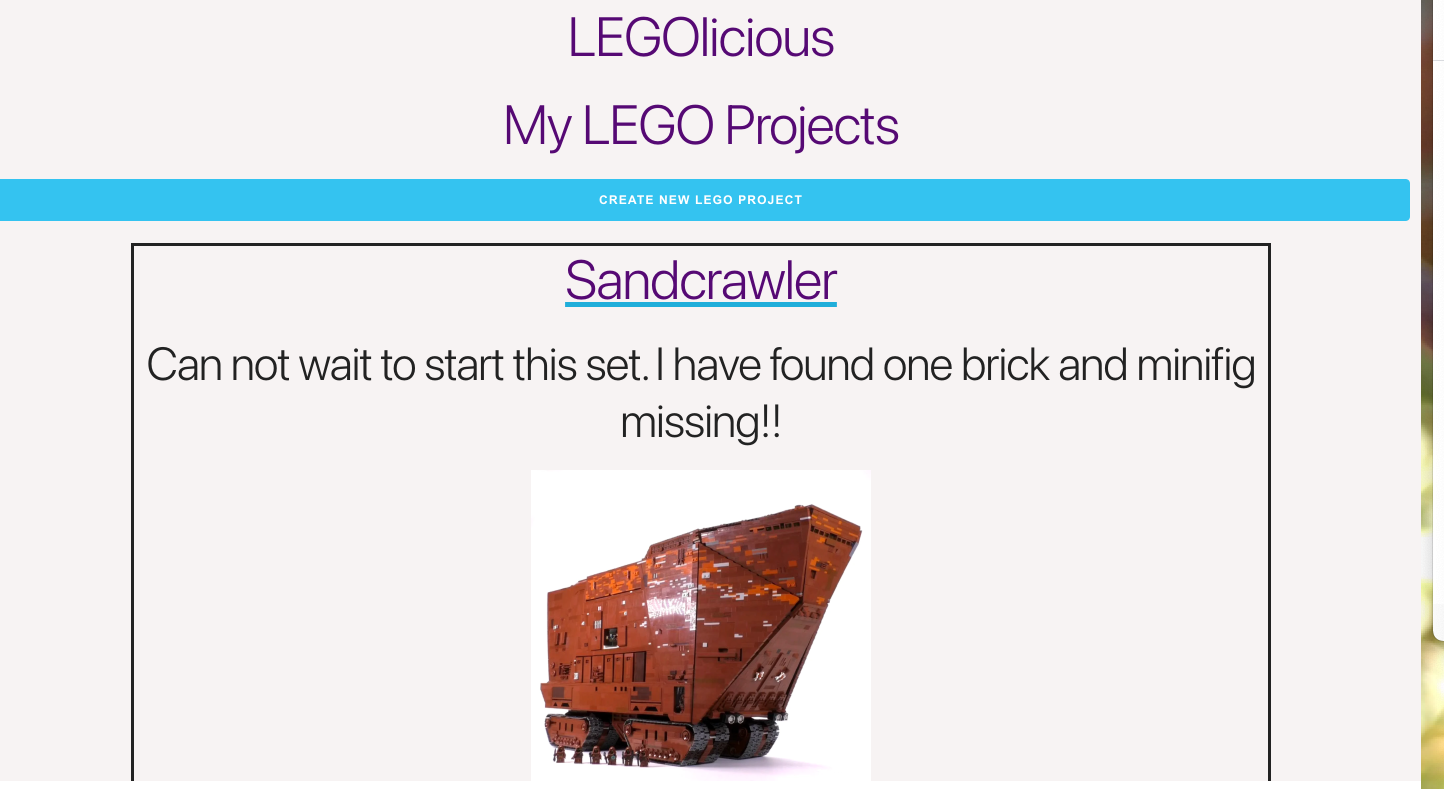 LEGOlicious
My LEGO Projects
CREATE NEW LEGO PROJECT
Sandcrawler
Can not wait to start this set. I have found one brick and minifig
missing!!